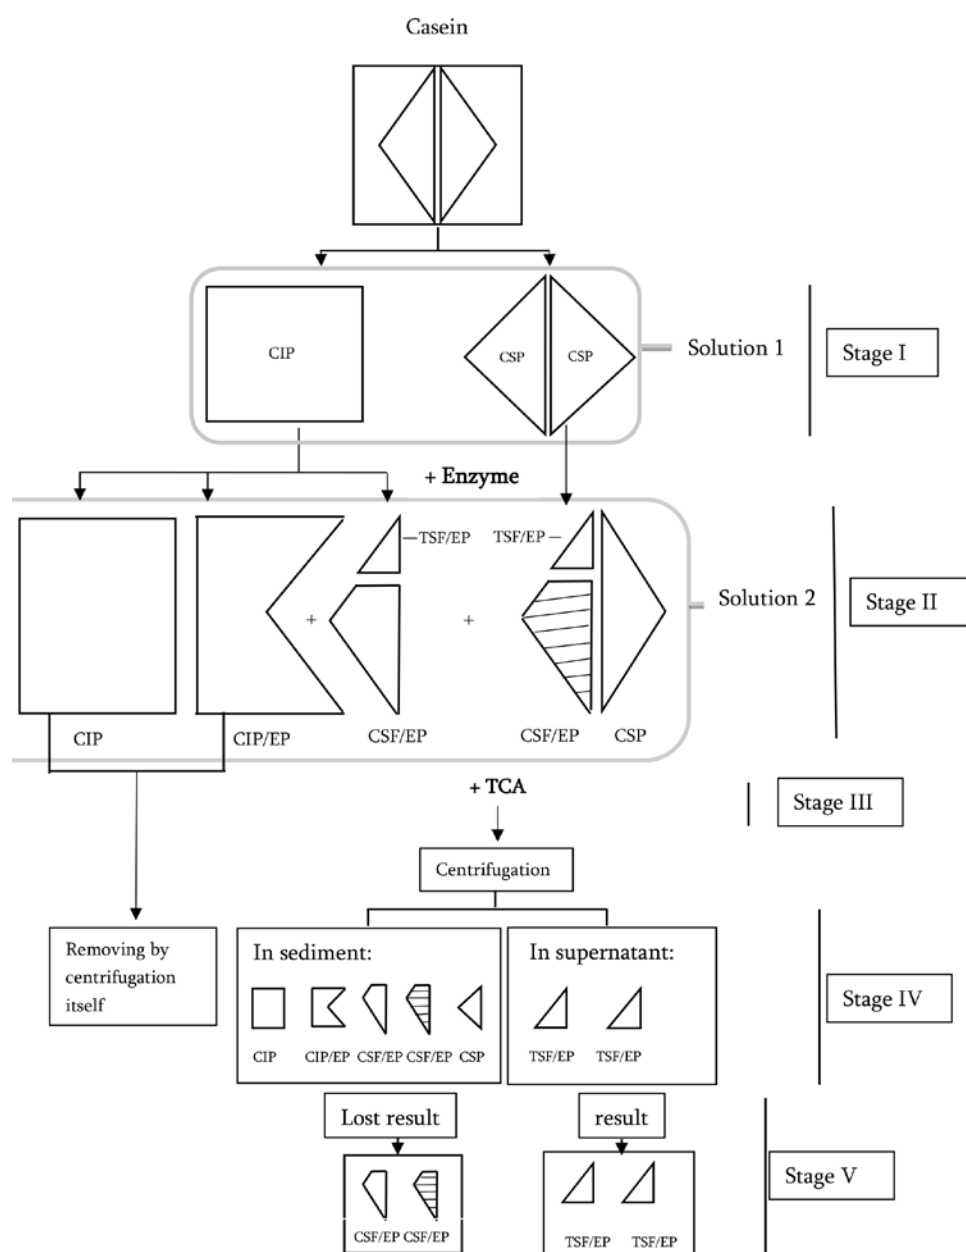 Casein
CIP
CSP
CSP
Solution 1
Stage I
+ Enzyme
TSF/EP
TSF/EP
+
+
Solution 2
Stage II
CIP
CIP/EP
CSF/EP
CSF/EP
CSP
+ TCA
Stage III
Centrifugation
Removing by
centrifugation
itself
In sediment:
CIP
CIP/EP
CSF/EP
CSF/EP
CSP
In supernatant:
TSF/EP
TSF/EP
Stage IV
Lost result
result
CSF/EP
CSF/EP
TSF/EP
TSF/EP
Stage V